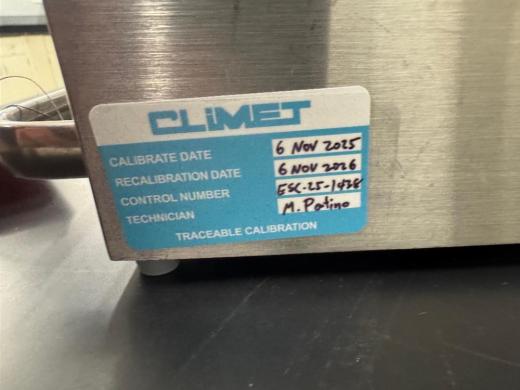 CLiMET
CALIBRATE DATE 6 NOV 2025
RECALIBRATION DATE 6 NOV 2026
CONTROL NUMBER ESC-25-1428
TECHNICIAN M. Patino
TRACEABLE CALIBRATION